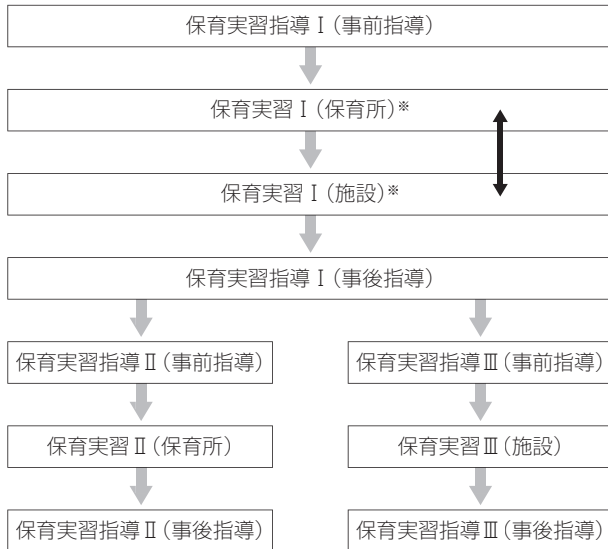 保育実習指導Ⅰ(事前指導)
保育実習Ⅰ(保育所)※
保育実習Ⅰ(施設)※
保育実習指導Ⅰ(事後指導)
保育実習指導Ⅱ(事前指導)
保育実習指導Ⅲ(事前指導)
保育実習Ⅱ(保育所)
保育実習Ⅲ(施設)
保育実習指導Ⅱ(事後指導)
保育実習指導Ⅲ(事後指導)